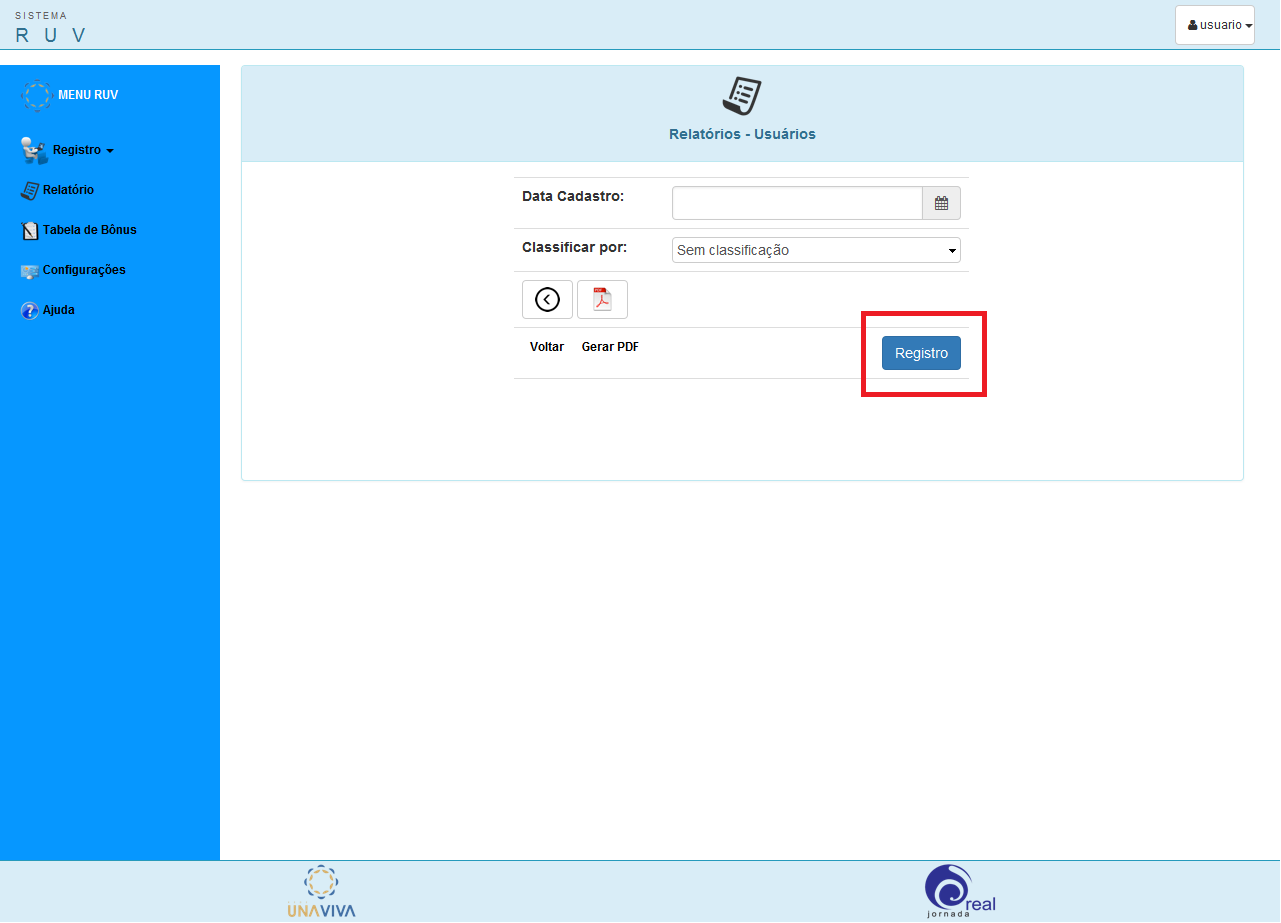 SISTEMA
R U V
usuario
MENU RUV
Registro
Relatório
Tabela de Bônus
Configurações
Ajuda
Relatórios - Usuários
Data Cadastro:
Classificar por:
Sem classificação
PDF
Voltar
Gerar PDF
Registro
UNAVIVA
real
jornada